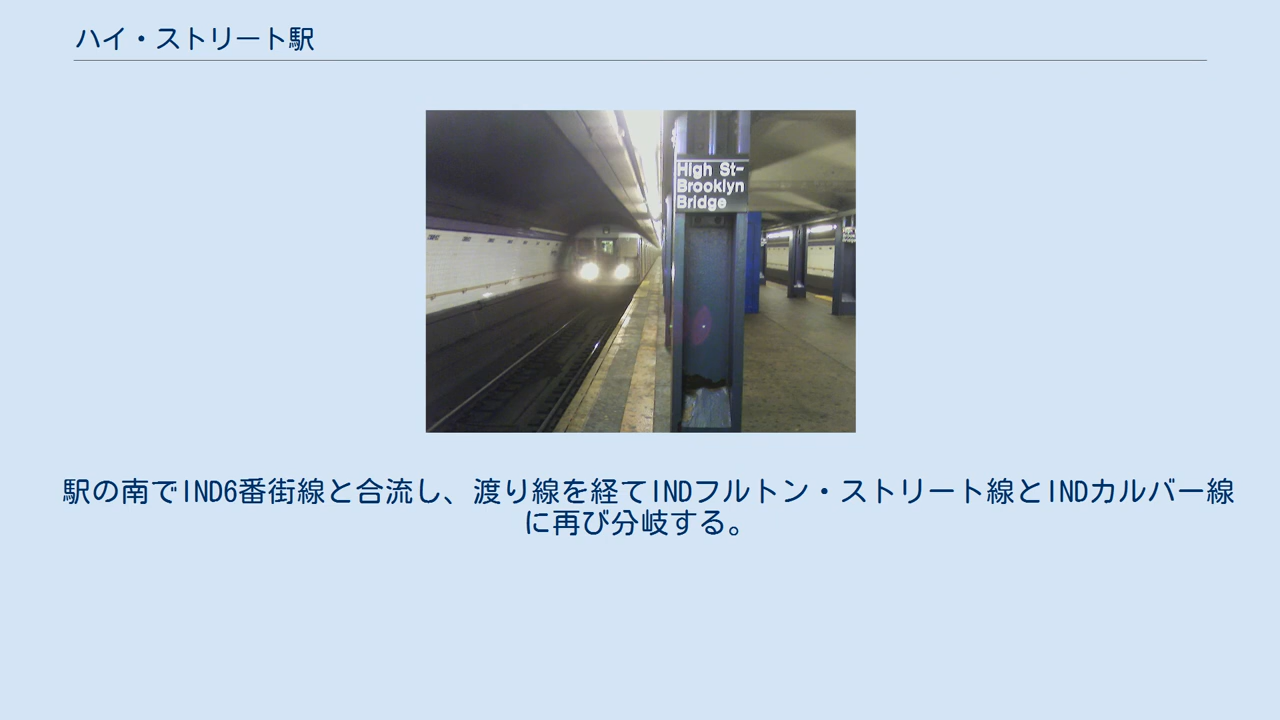 ハイ・ストリート駅
High St-
Brooklyn
Bridge
駅の南でIND6番街線と合流し、渡り線を経てINDフルトン・ストリート線とINDカルバー線
に再び分岐する。